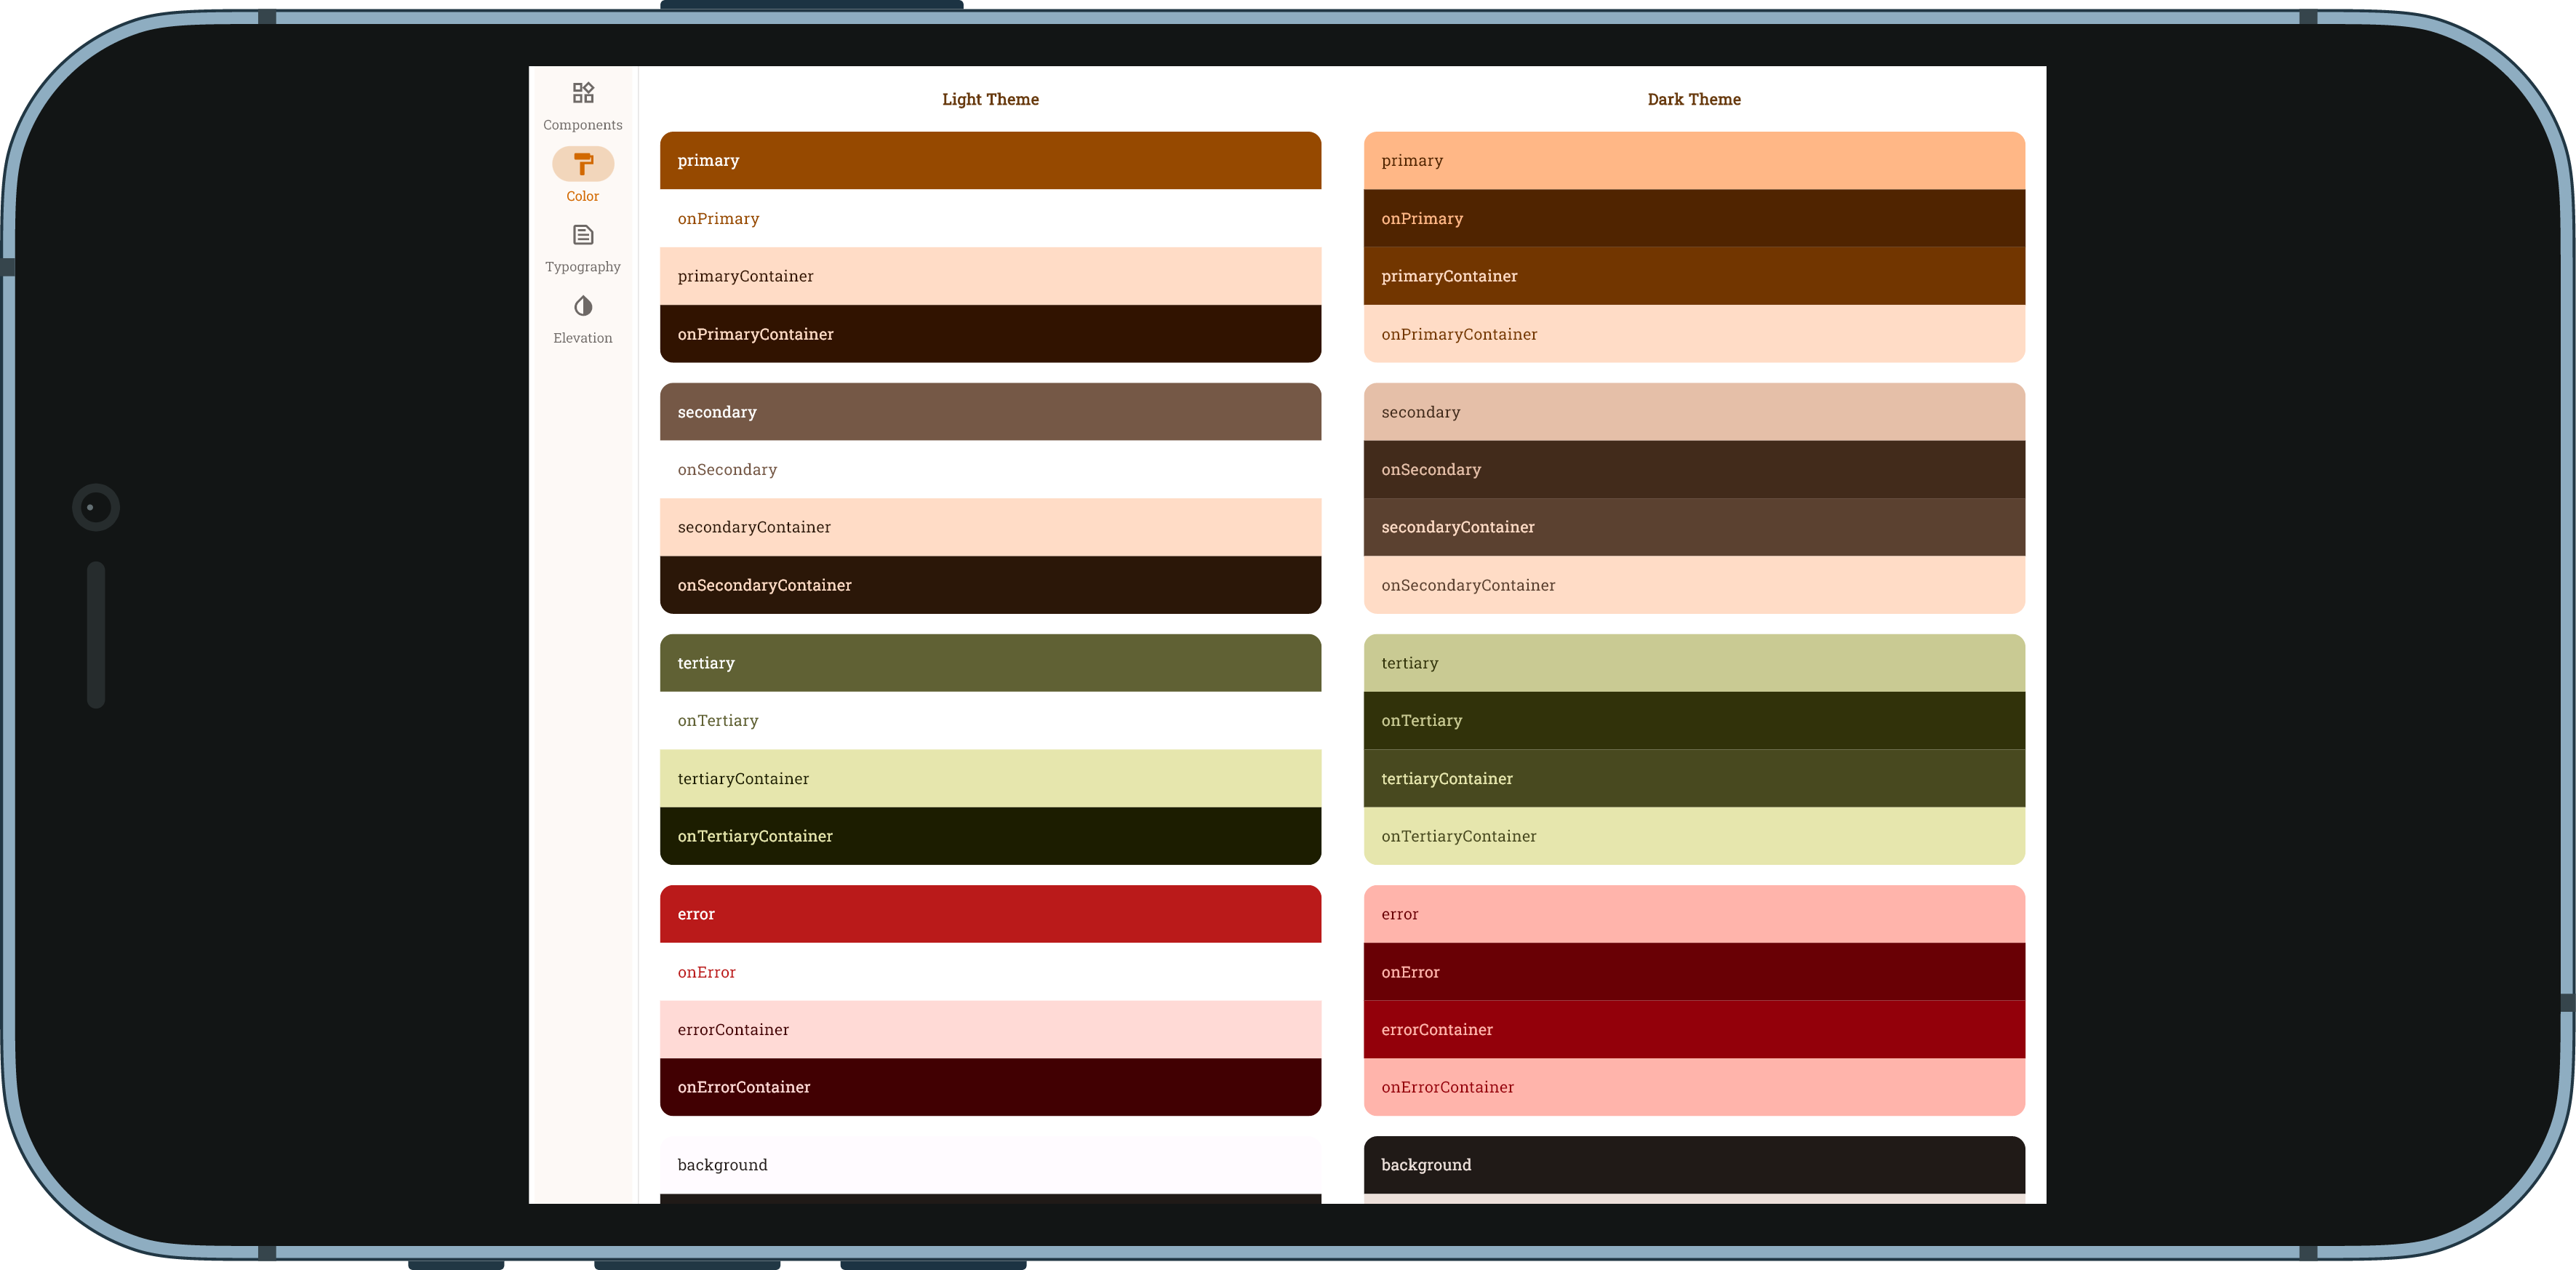 Components
Color
Typography
Elevation
Light Theme
primary
onPrimary
primaryContainer
onPrimaryContainer
secondary
onSecondary
secondaryContainer
onSecondaryContainer
tertiary
onTertiary
tertiaryContainer
onTertiaryContainer
error
onError
errorContainer
onErrorContainer
background
Dark Theme
primary
onPrimary
primaryContainer
onPrimaryContainer
secondary
onSecondary
secondaryContainer
onSecondaryContainer
tertiary
onTertiary
tertiaryContainer
onTertiaryContainer
error
onError
errorContainer
onErrorContainer
background